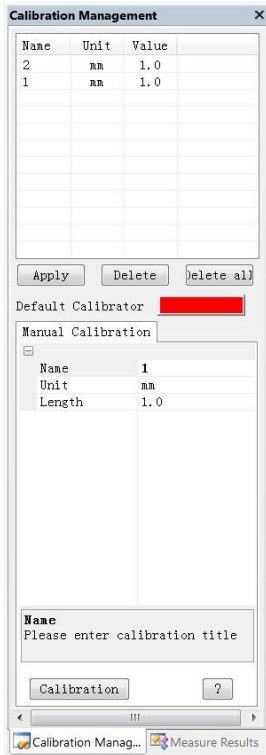 Calibration Management
Name Unit Value
2 mm 1.0
1 mm 1.0
Apply Delete Delete all
Default Calibrator
Manual Calibration
Name 1
Unit mm
Length 1.0
Name
Please enter calibration title
Calibration ?
Calibration Manag... Measure Results